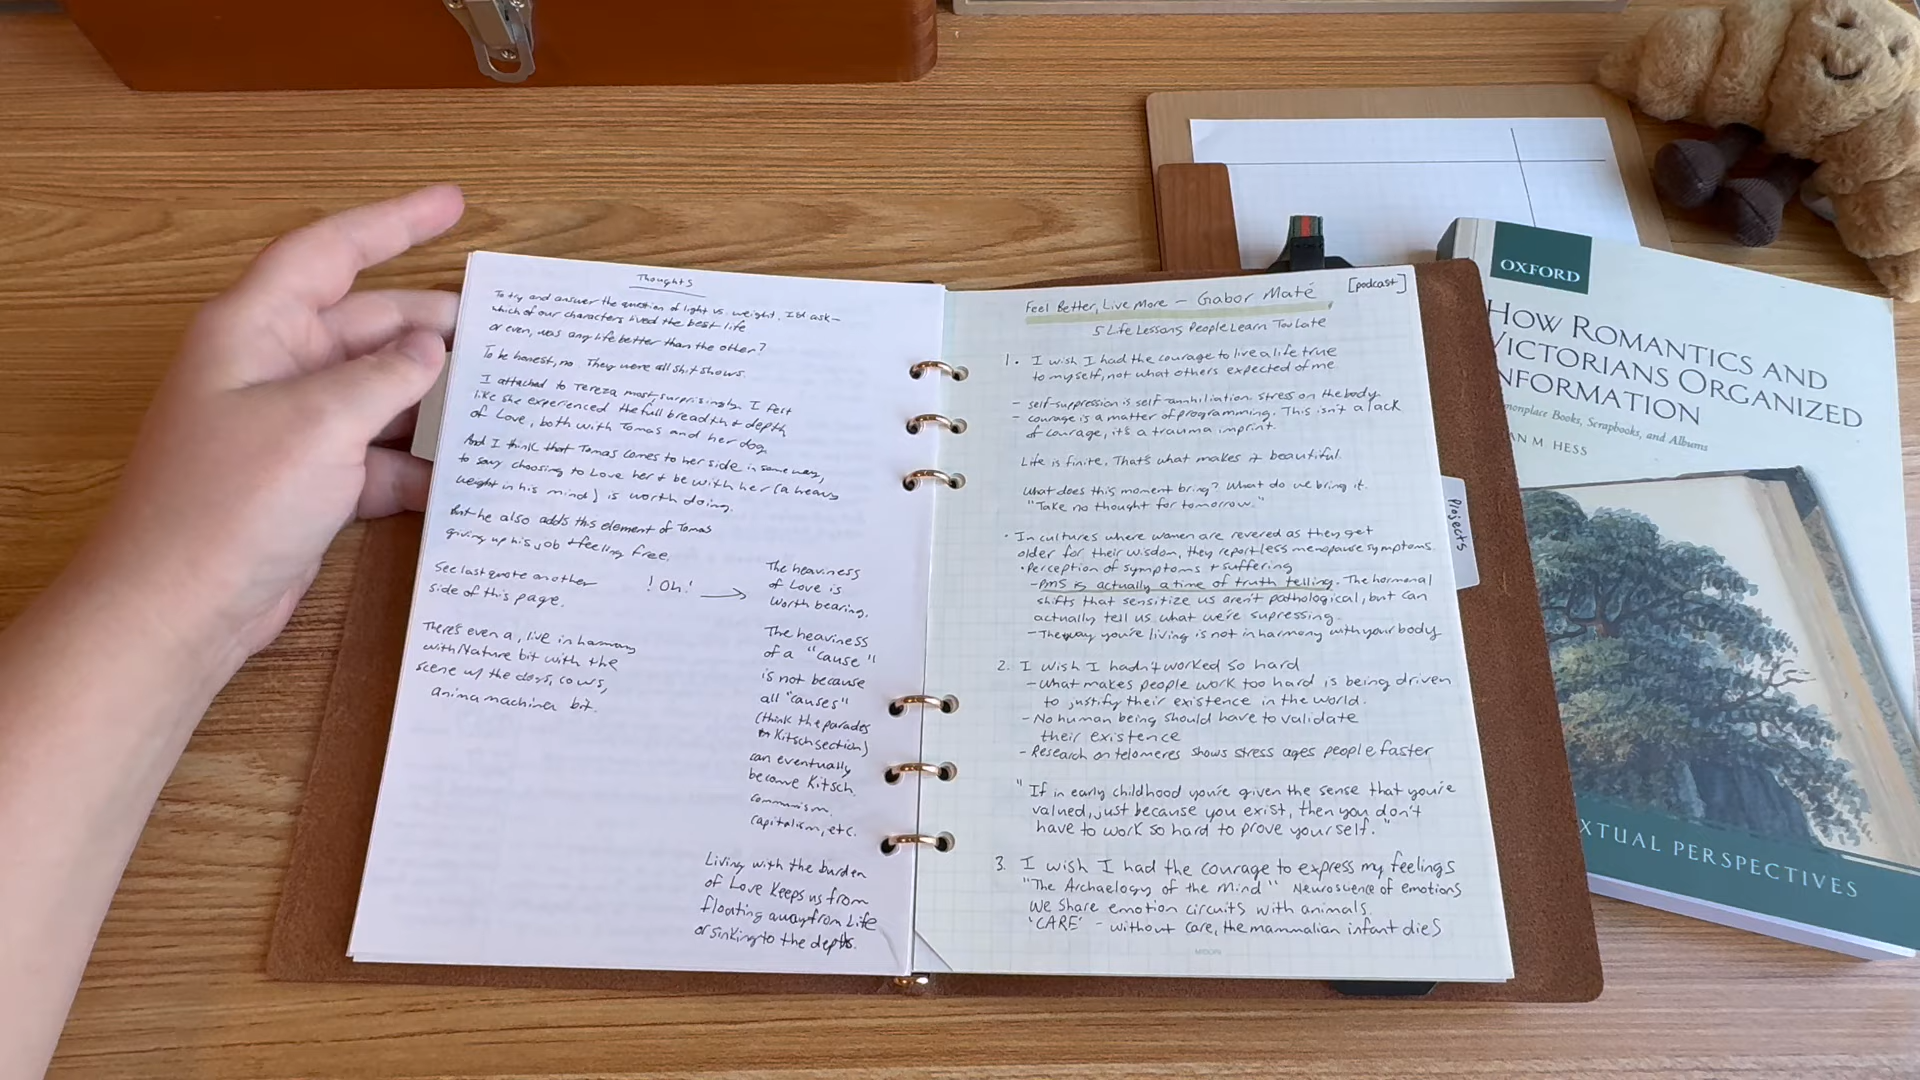 Thoughts
To try and answer the question of light vs. weight, I'd ask—
which of our characters lived the best life
or even, was any life better than the other?
To be honest, no. They were all shit shows.
I attached to Tereza most surprisingly. I felt
like she experienced the full breadth + depth
of Love, both with Tomas and her dog.
And I think that Tomas comes to her side in some way,
to say choosing to Love her + be with her (a heavy
weight in his mind) is worth doing.
But he also adds this element of Tomas
giving up his job + feeling free.
See last quote on other
side of this page.
! Oh!
The heaviness
of Love is
worth bearing.
There's even a, live in harmony
with Nature bit with the
scene w/ the dogs, cows,
anima machina bit.
The heaviness
of a "cause"
is not because
all "causes"
(think the parades
in Kitsch section)
can eventually
become Kitsch.
Communism.
Capitalism, etc.
Living with the burden
of Love Keeps us from
floating away from Life
or sinking to the depths.
[podcast]
Feel Better, Live More — Gabor Maté
5 Life Lessons People Learn Too Late
1. I wish I had the courage to live a life true
to myself, not what others expected of me
- self-suppression is self-annihilation. stress on the body.
- courage is a matter of programming. This isn't a lack
of courage, it's a trauma imprint.
Life is finite. That's what makes it beautiful.
What does this moment bring? What do we bring it.
"Take no thought for tomorrow."
• In cultures where women are revered as they get
older for their wisdom, they report less menopause symptoms.
• Perception of symptoms + suffering
- PMS is actually a time of truth telling. The hormonal
shifts that sensitize us aren't pathological, but can
actually tell us what we're supressing.
- The way you're living is not in harmony with your body
2. I wish I hadn't worked so hard
- What makes people work too hard is being driven
to justify their existence in the world.
- No human being should have to validate
their existence
- Research on telomeres shows stress ages people faster
"If in early childhood you're given the sense that you're
valued, just because you exist, then you don't
have to work so hard to prove yourself."
3. I wish I had the courage to express my feelings
"The Archaelogy of the Mind" Neuroscience of emotions
We share emotion circuits with animals.
'CARE' - without care, the mammalian infant dies
MIDORI
Projects
OXFORD
HOW ROMANTICS AND
VICTORIANS ORGANIZED
NFORMATION
monplace Books, Scrapbooks, and Albums
AN M. HESS
XTUAL PERSPECTIVES